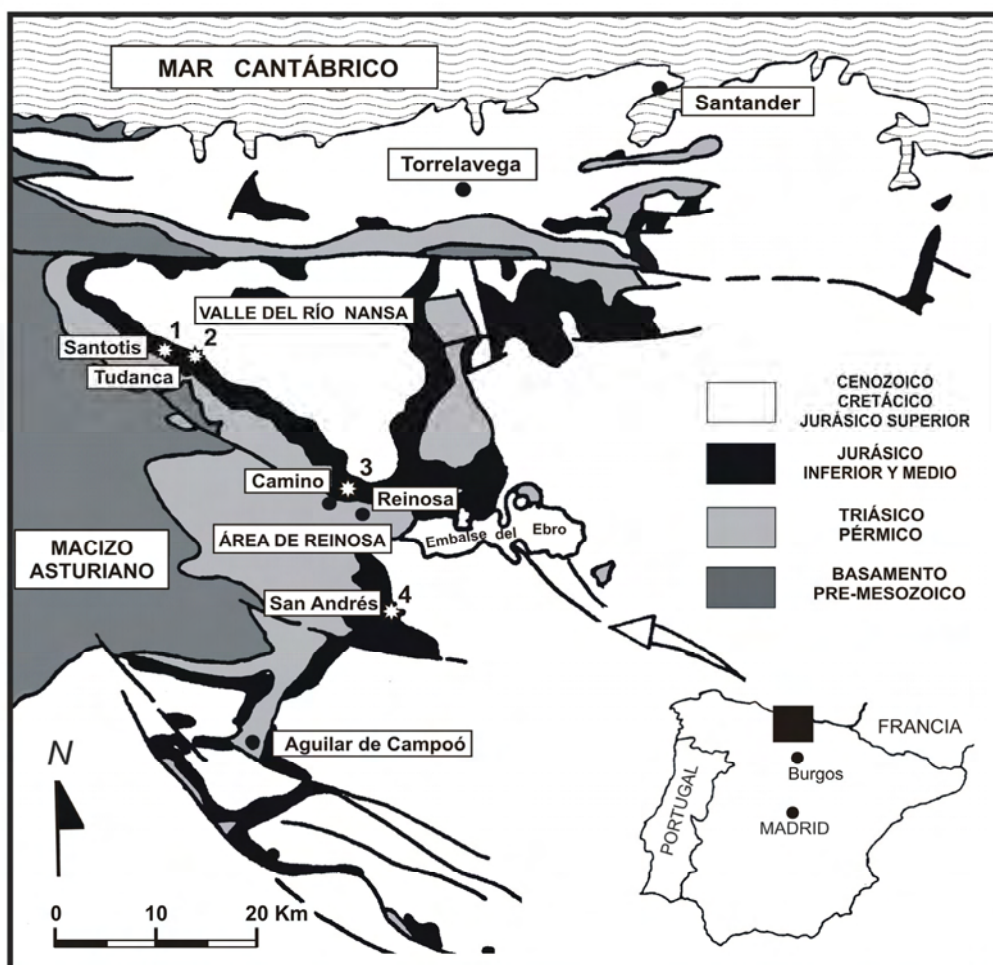 MAR CANTÁBRICO
Santander
Torrelavega
VALLE DEL RÍO NANSA
1
2
Santotis
Tudanca
3
Camino
Reinosa
ÁREA DE REINOSA
Embalse del Ebro
MACIZO
ASTURIANO
San Andrés
4
Aguilar de Campoó
CENOZOICO
CRETÁCICO
JURÁSICO SUPERIOR
JURÁSICO
INFERIOR Y MEDIO
TRIÁSICO
PÉRMICO
BASAMENTO
PRE-MESOZOICO
N
0 10 20 Km
FRANCIA
Burgos
MADRID
PORTUGAL